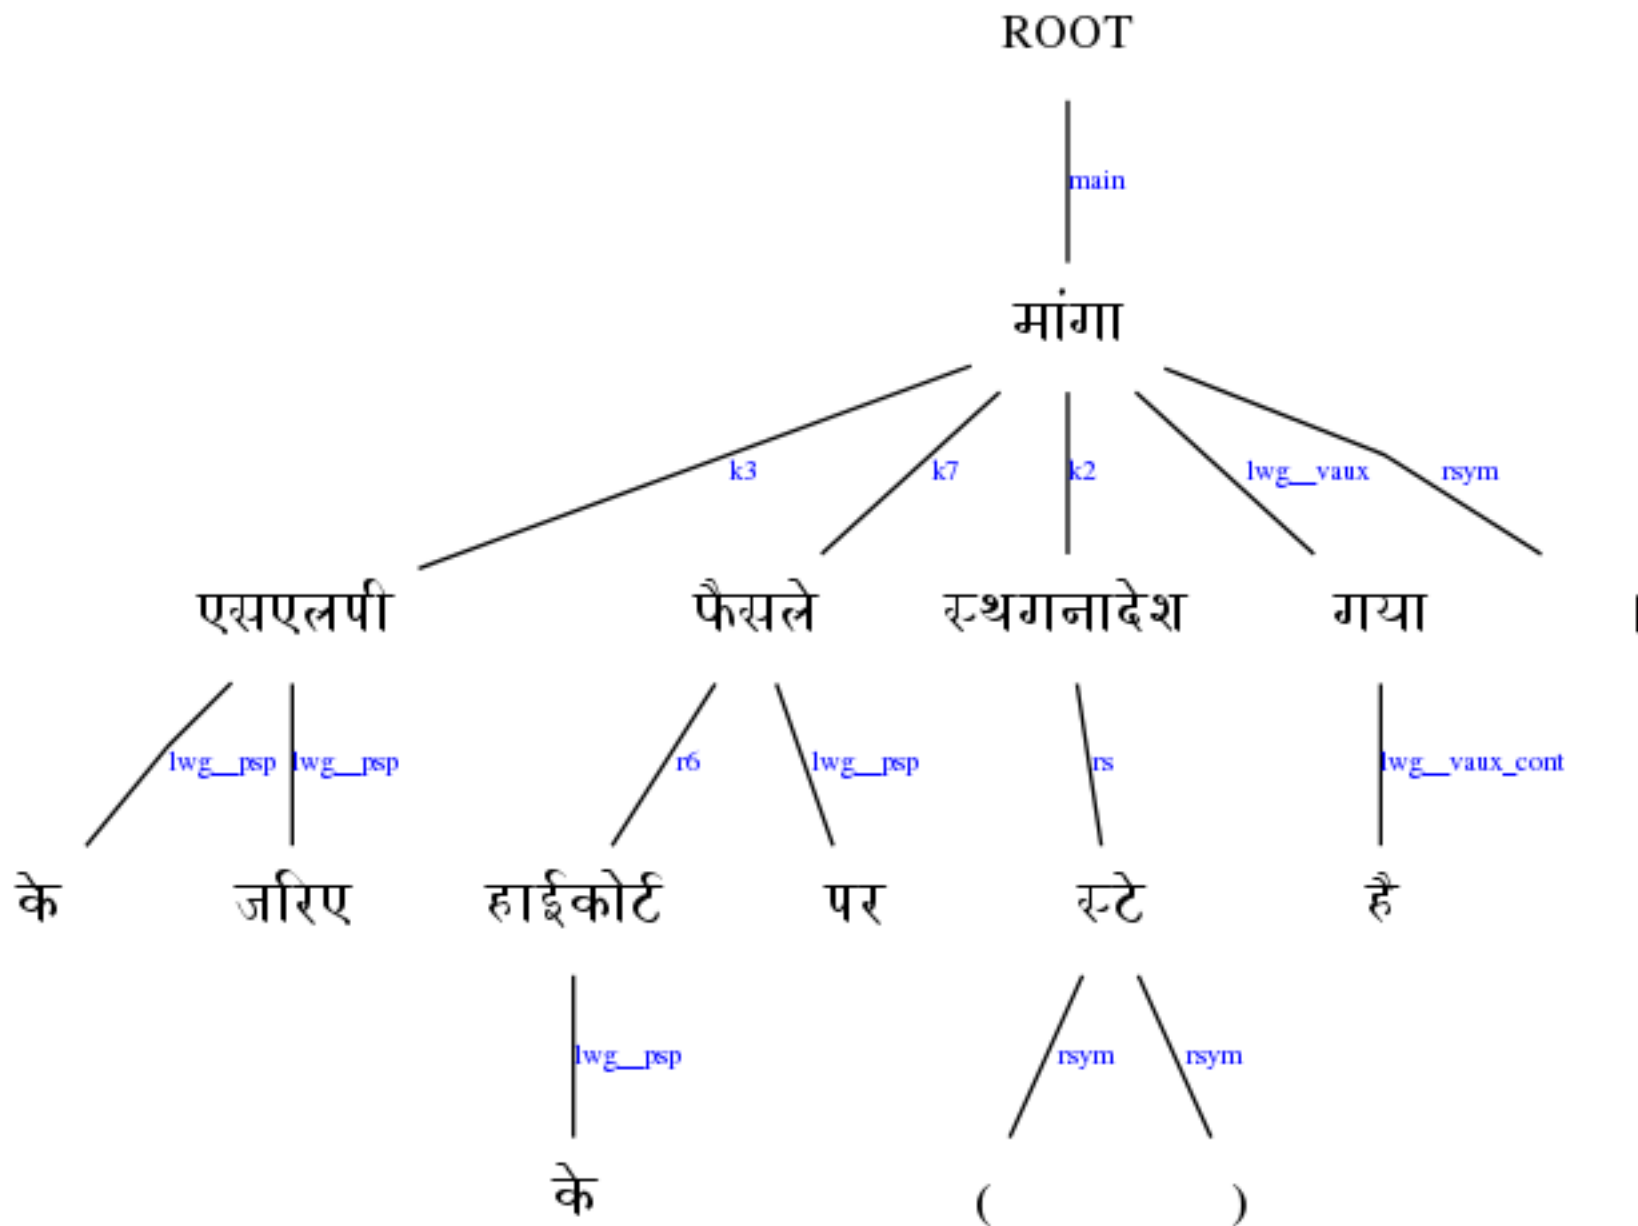 ROOT
main
मांगा
k3 k7 k2 lwg__vaux rsym
एसएलपी फैसले स्थगनादेश गया ।
lwg__psp lwg__psp r6 lwg__psp rs lwg__vaux_cont
के जरिए हाईकोर्ट पर स्टे है
lwg__psp rsym rsym
के ( )